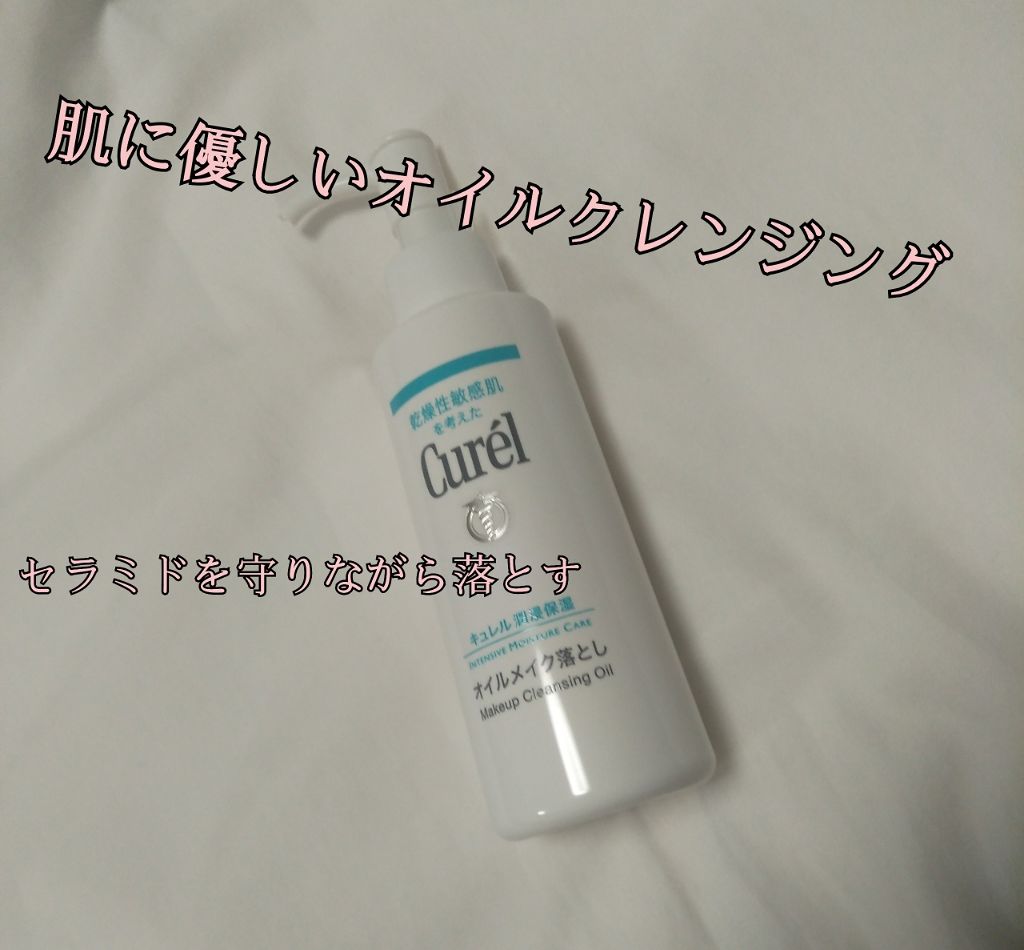 肌に優しいオイルクレンジング
乾燥性敏感肌
を考えた
Curél
セラミドを守りながら落とす
キュレル 潤浸保湿
INTENSIVE MOISTURE CARE
オイルメイク落とし
Makeup Cleansing Oil